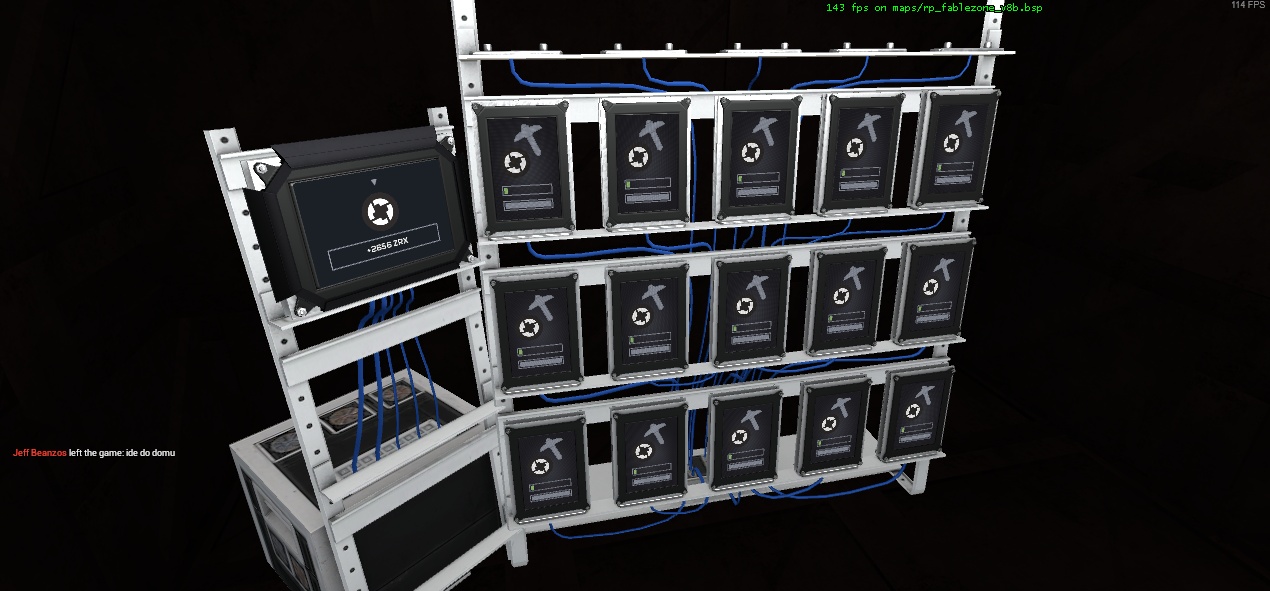 143 fps on maps/rp_fablezone_v8b.bsp
114 FPS
+2656 ZRX
Jeff Beanzos left the game: ide do domu